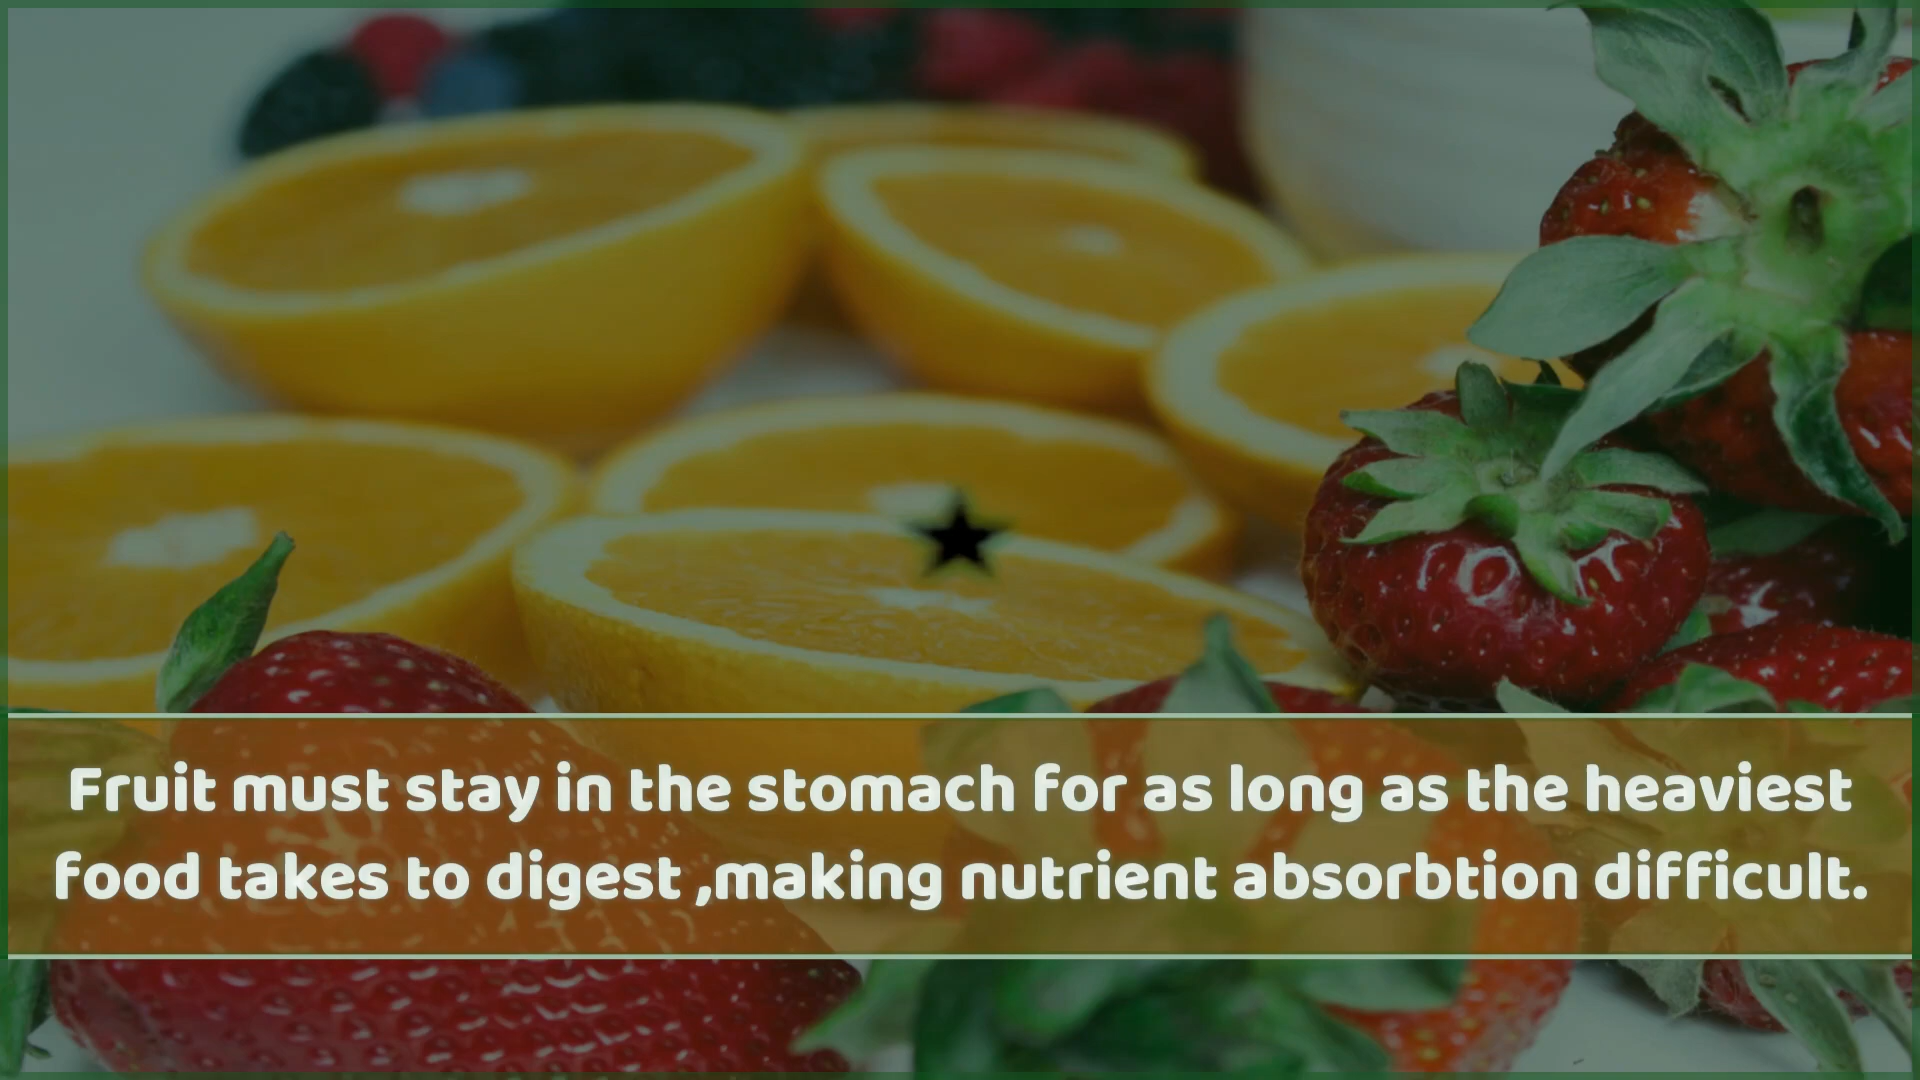 Fruit must stay in the stomach for as long as the heaviest
food takes to digest ,making nutrient absorbtion difficult.